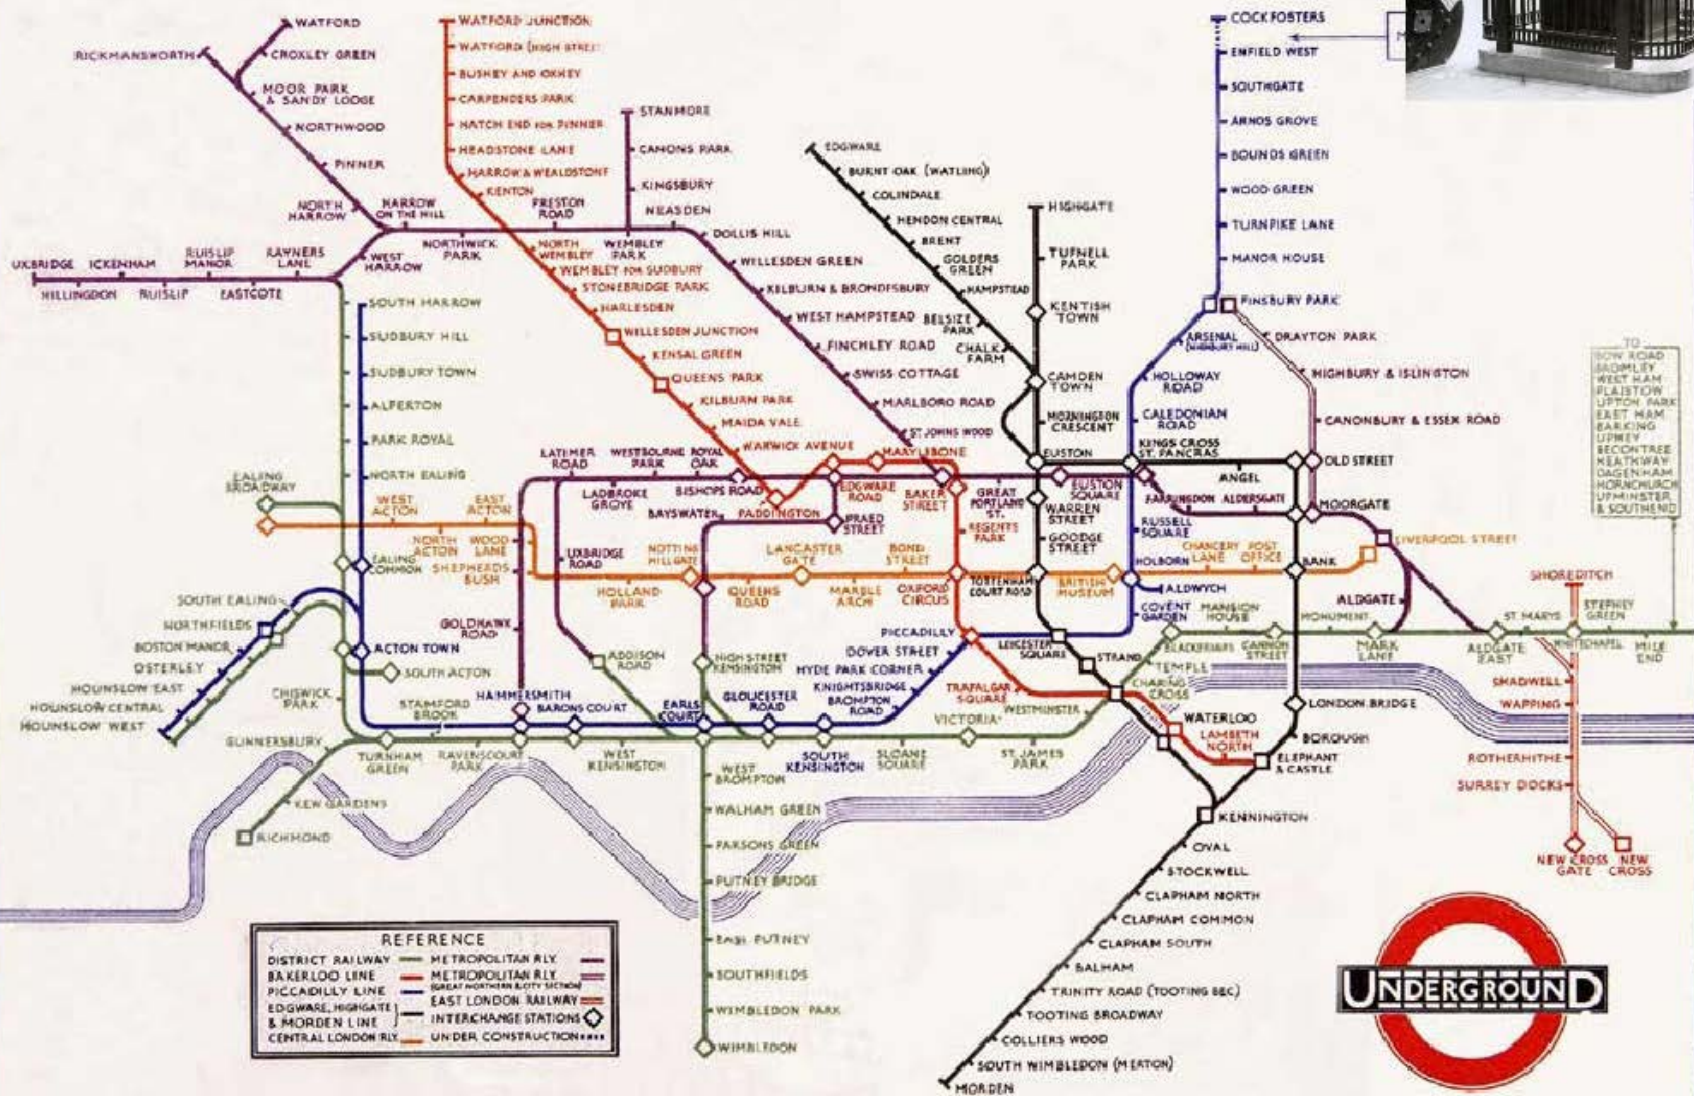 WATFORD
RICKMANSWORTH
CROXLEY GREEN
MOOR PARK
& SANDY LODGE
NORTHWOOD
PINNER
NORTH
HARROW
HARROW
ON THE HILL
NORTHWICK
PARK
PRESTON
ROAD
WEMBLEY
PARK
NEASDEN
STANMORE
CANONS PARK
KINGSBURY
DOLLIS HILL
WILLESDEN GREEN
KILBURN & BRONDESBURY
WEST HAMPSTEAD
FINCHLEY ROAD
SWISS COTTAGE
MARLBORO ROAD
ST JOHNS WOOD
UXBRIDGE
ICKENHAM
RUISLIP
MANOR
RAYNERS
LANE
HILLINGDON
RUISLIP
EASTCOTE
WEST
HARROW
WATFORD JUNCTION
WATFORD (HIGH STREET
BUSHEY AND OXHEY
CARPENDERS PARK
HATCH END FOR PINNER
HEADSTONE LANE
HARROW & WEALDSTONE
KENTON
NORTH
WEMBLEY
WEMBLEY FOR SUDBURY
STONEBRIDGE PARK
HARLESDEN
WILLESDEN JUNCTION
KENSAL GREEN
QUEENS PARK
KILBURN PARK
MAIDA VALE
WARWICK AVENUE
PADDINGTON
EDGWARE
ROAD
MARYLEBONE
BAKER
STREET
REGENTS
PARK
OXFORD
CIRCUS
PICCADILLY
TRAFALGAR
SQUARE
CHARING
CROSS
WATERLOO
LAMBETH
NORTH
ELEPHANT
& CASTLE
EDGWARE
BURNT OAK (WATLING)
COLINDALE
HENDON CENTRAL
BRENT
GOLDERS
GREEN
HAMPSTEAD
BELSIZE
PARK
CHALK
FARM
CAMDEN
TOWN
HIGHGATE
TUFNELL
PARK
KENTISH
TOWN
MORNINGTON
CRESCENT
EUSTON
WARREN
STREET
GOODGE
STREET
TOTTENHAM
COURT ROAD
LEICESTER
SQUARE
STRAND
ANGEL
OLD STREET
MOORGATE
BANK
LONDON BRIDGE
BOROUGH
KENNINGTON
OVAL
STOCKWELL
CLAPHAM NORTH
CLAPHAM COMMON
CLAPHAM SOUTH
BALHAM
TRINITY ROAD (TOOTING BEC)
TOOTING BROADWAY
COLLIERS WOOD
SOUTH WIMBLEDON (MERTON)
MORDEN
COCKFOSTERS
ENFIELD WEST
SOUTHGATE
ARNOS GROVE
BOUNDS GREEN
WOOD GREEN
TURNPIKE LANE
MANOR HOUSE
FINSBURY PARK
ARSENAL
(HIGHBURY HILL)
HOLLOWAY
ROAD
CALEDONIAN
ROAD
KINGS CROSS
ST. PANCRAS
RUSSELL
SQUARE
HOLBORN
ALDWYCH
COVENT
GARDEN
DRAYTON PARK
HIGHBURY & ISLINGTON
CANONBURY & ESSEX ROAD
SOUTH HARROW
SUDBURY HILL
SUDBURY TOWN
ALPERTON
PARK ROYAL
NORTH EALING
EALING
BROADWAY
EALING
COMMON
WEST
ACTON
EAST
ACTON
NORTH
ACTON
WOOD
LANE
SHEPHERDS
BUSH
HOLLAND
PARK
NOTTING
HILL GATE
QUEENS
ROAD
LANCASTER
GATE
MARBLE
ARCH
BOND
STREET
BRITISH
MUSEUM
CHANCERY
LANE
POST
OFFICE
LIVERPOOL STREET
LATIMER
ROAD
WESTBOURNE
PARK
ROYAL
OAK
LADBROKE
GROVE
BISHOPS ROAD
BAYSWATER
PRAED
STREET
GREAT
PORTLAND
ST.
EUSTON
SQUARE
FARRINGDON
ALDERSGATE
UXBRIDGE
ROAD
GOLDHAWK
ROAD
ADDISON
ROAD
HIGH STREET
KENSINGTON
ALDGATE
SOUTH EALING
NORTHFIELDS
BOSTON MANOR
OSTERLEY
HOUNSLOW EAST
HOUNSLOW CENTRAL
HOUNSLOW WEST
ACTON TOWN
SOUTH ACTON
CHISWICK
PARK
STAMFORD
BROOK
HAMMERSMITH
BARONS COURT
EARLS
COURT
GLOUCESTER
ROAD
DOVER STREET
HYDE PARK CORNER
KNIGHTSBRIDGE
BROMPTON
ROAD
GUNNERSBURY
KEW GARDENS
RICHMOND
TURNHAM
GREEN
RAVENSCOURT
PARK
WEST
KENSINGTON
SOUTH
KENSINGTON
SLOANE
SQUARE
VICTORIA
ST. JAMES
PARK
WESTMINSTER
TEMPLE
BLACKFRIARS
MANSION
HOUSE
CANNON
STREET
MONUMENT
MARK
LANE
ALDGATE
EAST
ST MARYS
STEPNEY
GREEN
WHITECHAPEL
MILE
END
WEST
BROMPTON
WALHAM GREEN
PARSONS GREEN
PUTNEY BRIDGE
EAST PUTNEY
SOUTHFIELDS
WIMBLEDON PARK
WIMBLEDON
SHOREDITCH
SHADWELL
WAPPING
ROTHERHITHE
SURREY DOCKS
NEW CROSS
GATE
NEW
CROSS
TO
BOW ROAD
BROMLEY
WEST HAM
PLAISTOW
UPTON PARK
EAST HAM
BARKING
UPNEY
BECONTREE
HEATHWAY
DAGENHAM
HORNCHURCH
UPMINSTER
& SOUTHEND
REFERENCE
DISTRICT RAILWAY
BAKERLOO LINE
PICCADILLY LINE
EDGWARE, HIGHGATE
& MORDEN LINE
CENTRAL LONDON RLY.
METROPOLITAN RLY.
METROPOLITAN RLY.
(GREAT NORTHERN & CITY SECTION)
EAST LONDON RAILWAY
INTERCHANGE STATIONS
UNDER CONSTRUCTION
UNDERGROUND